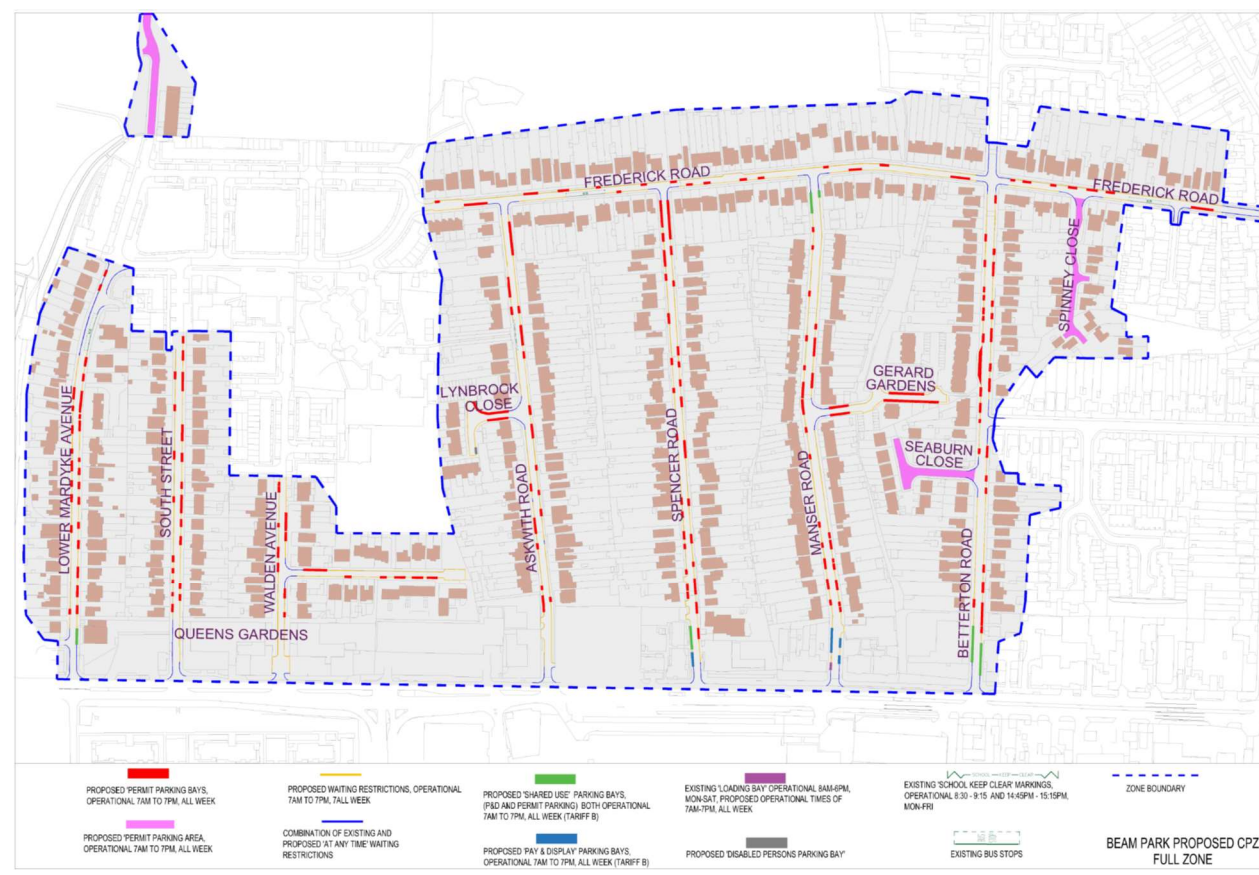 FREDERICK ROAD
FREDERICK ROAD
SPINNEY CLOSE
LYNBROOK
CLOSE
GERARD
GARDENS
SEABURN
CLOSE
LOWER MARDYKE AVENUE
SOUTH STREET
WALDEN AVENUE
ASKWITH ROAD
SPENCER ROAD
MANSER ROAD
BETTERTON ROAD
QUEENS GARDENS
PROPOSED 'PERMIT PARKING BAYS,
OPERATIONAL 7AM TO 7PM, ALL WEEK
PROPOSED 'PERMIT PARKING AREA,
OPERATIONAL 7AM TO 7PM, ALL WEEK
PROPOSED WAITING RESTRICTIONS, OPERATIONAL
7AM TO 7PM, 7ALL WEEK
COMBINATION OF EXISTING AND
PROPOSED 'AT ANY TIME' WAITING
RESTRICTIONS
PROPOSED 'SHARED USE' PARKING BAYS,
(P&D AND PERMIT PARKING) BOTH OPERATIONAL
7AM TO 7PM, ALL WEEK (TARIFF B)
PROPOSED 'PAY & DISPLAY' PARKING BAYS,
OPERATIONAL 7AM TO 7PM, ALL WEEK (TARIFF B)
EXISTING 'LOADING BAY' OPERATIONAL 8AM-6PM,
MON-SAT, PROPOSED OPERATIONAL TIMES OF
7AM-7PM, ALL WEEK
PROPOSED 'DISABLED PERSONS PARKING BAY'
SCHOOL KEEP CLEAR
EXISTING 'SCHOOL KEEP CLEAR' MARKINGS,
OPERATIONAL 8:30 - 9:15 AND 14:45PM - 15:15PM,
MON-FRI
EXISTING BUS STOPS
ZONE BOUNDARY
BEAM PARK PROPOSED CPZ
FULL ZONE